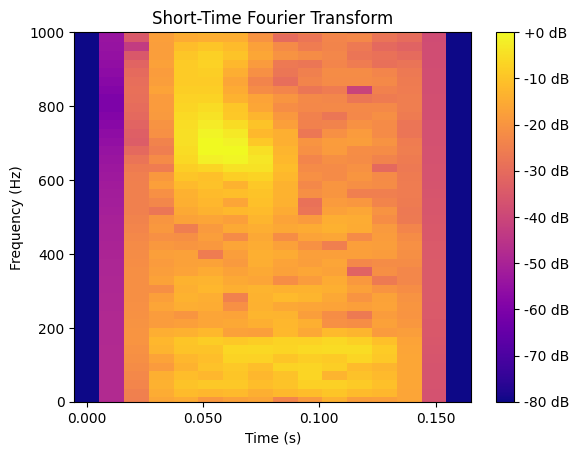 Short-Time Fourier Transform
1000
800
600
400
200
0
Frequency (Hz)
0.000
0.050
0.100
0.150
Time (s)
+0 dB
-10 dB
-20 dB
-30 dB
-40 dB
-50 dB
-60 dB
-70 dB
-80 dB